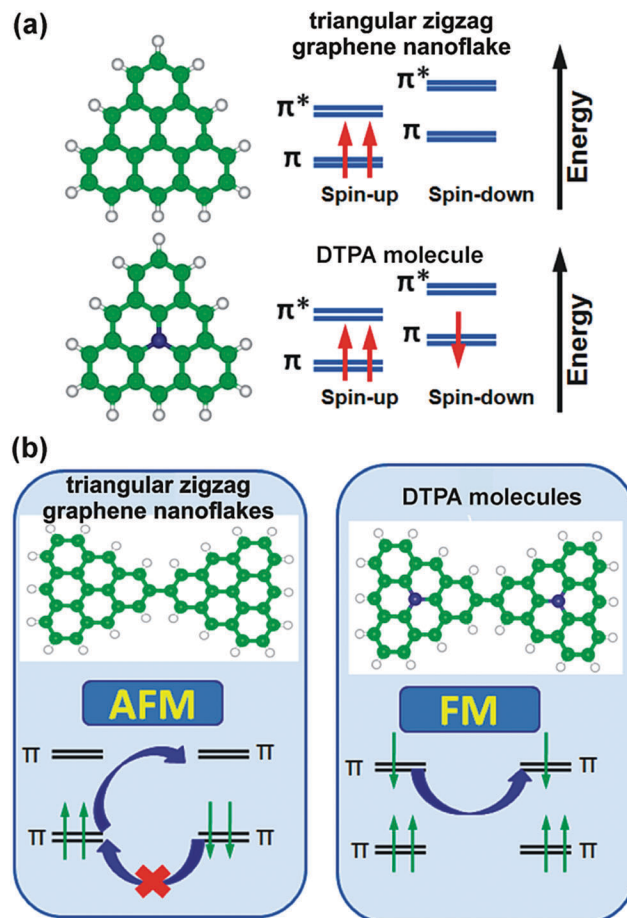 (a)
triangular zigzag
graphene nanoflake
π*
π*
π
π
Spin-up
Spin-down
Energy
DTPA molecule
π*
π*
π
π
Spin-up
Spin-down
Energy
(b)
triangular zigzag
graphene nanoflakes
AFM
π
π
π
π
DTPA molecules
FM
π
π
π
π